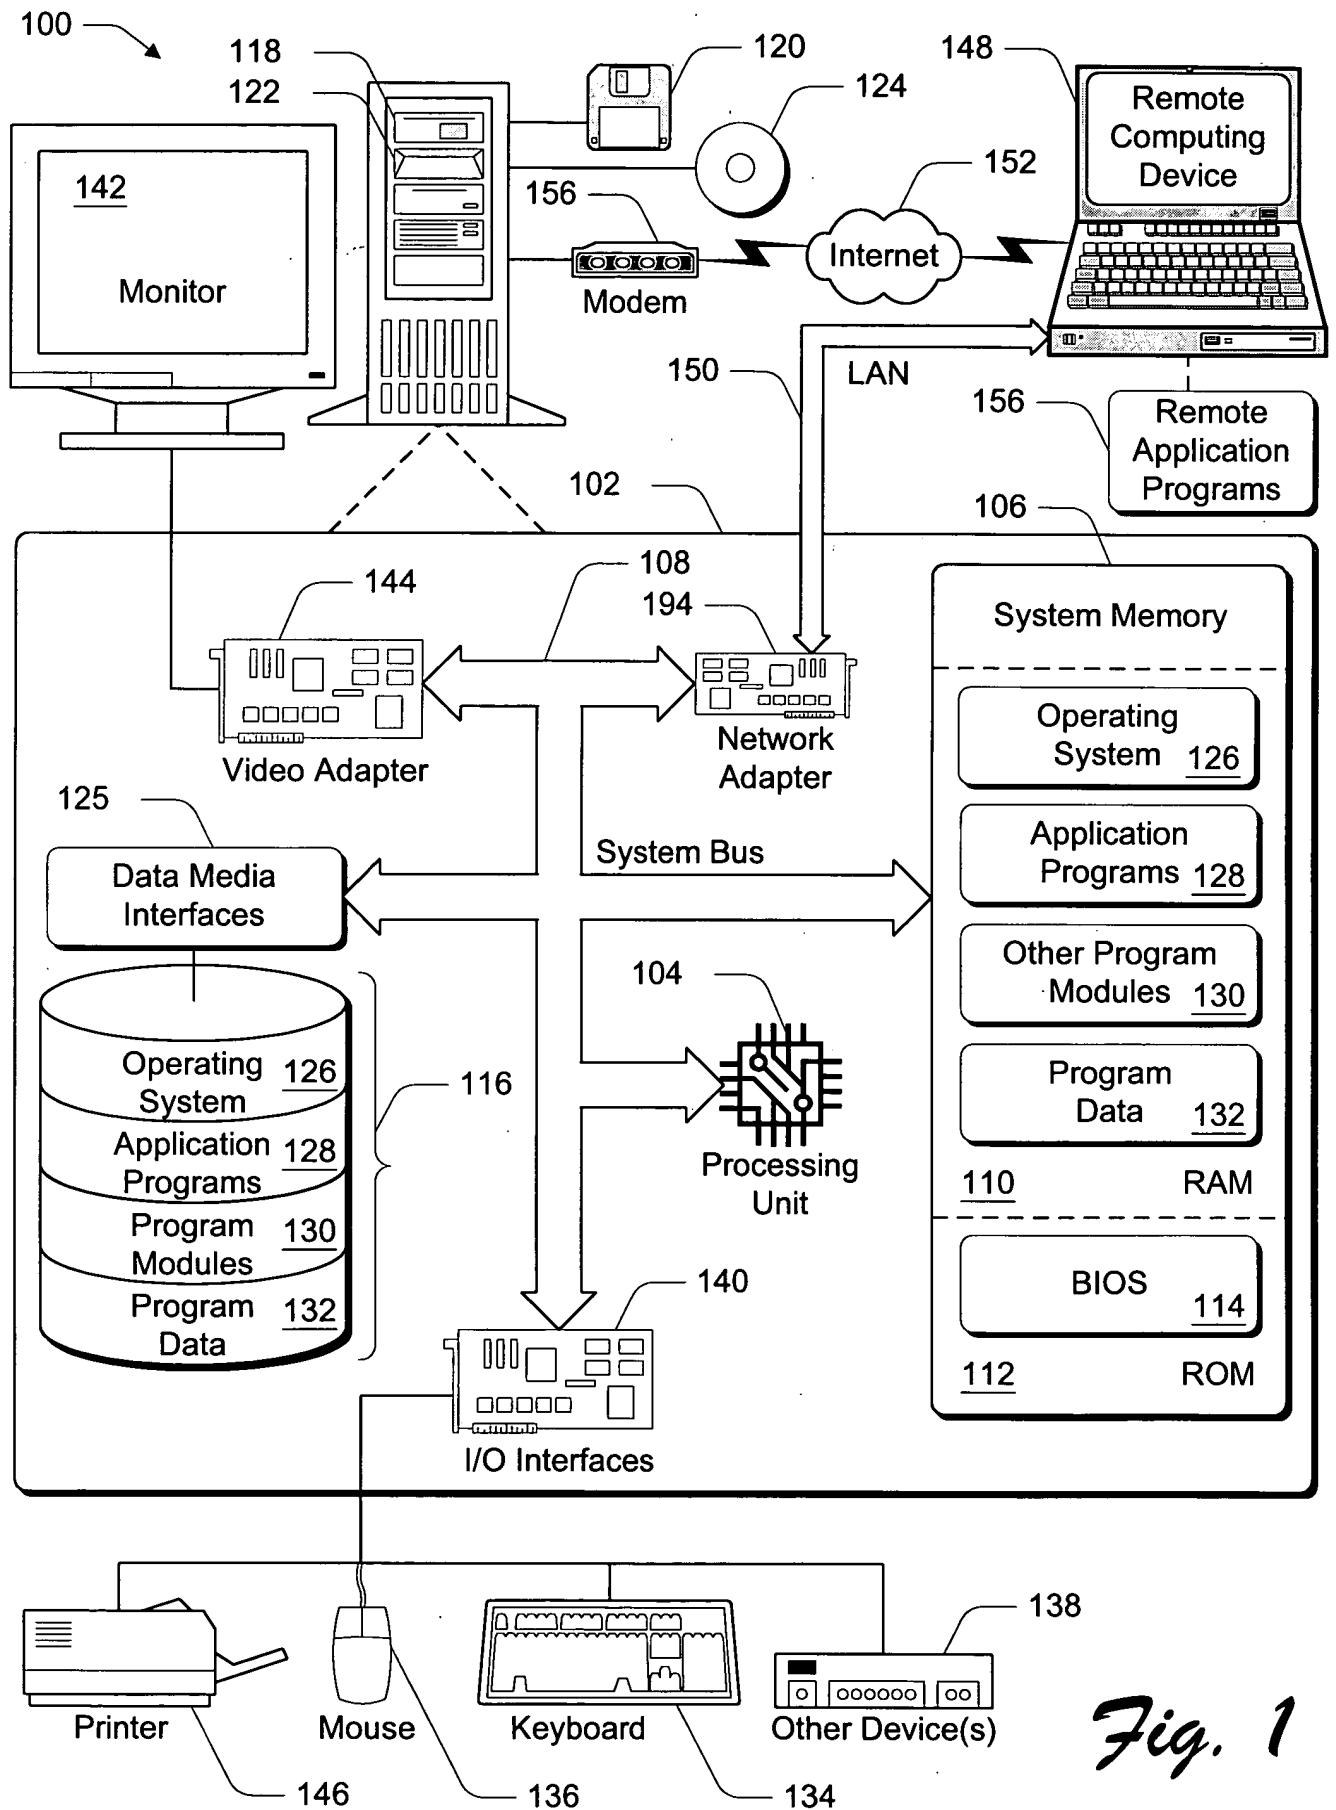 100
118
122
120
124
148
Remote
Computing
Device
142
Monitor
156
Modem
152
Internet
150
LAN
156
Remote
Application
Programs
102
106
108
144
194
Video Adapter
Network
Adapter
System Memory
Operating
System 126
Application
Programs 128
Other Program
Modules 130
Program
Data 132
110 RAM
BIOS
114
112 ROM
125
Data Media
Interfaces
System Bus
104
Processing
Unit
Operating
System 126
Application
Programs 128
Program
Modules 130
Program
Data 132
116
140
I/O Interfaces
138
Printer
Mouse
Keyboard
Other Device(s)
146
136
134
Fig. 1